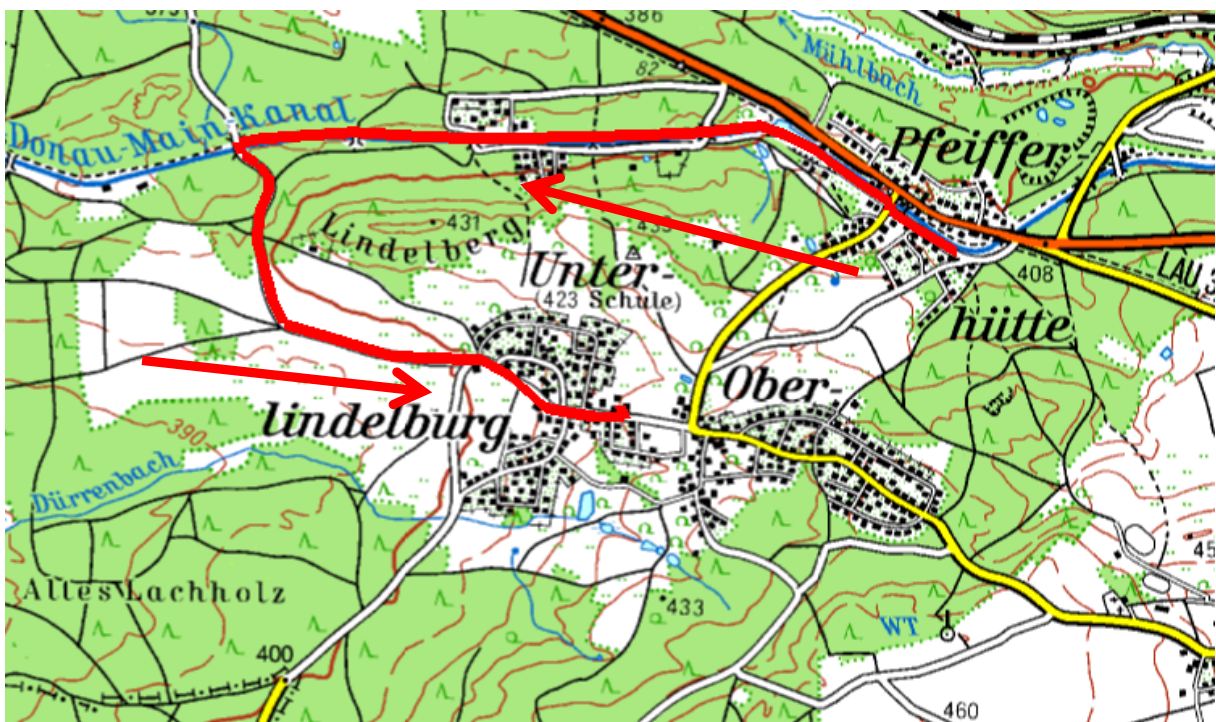 386
82
Mühlbach
Donau-Main-Kanal
Pfeiffer-
431
Lindelberg
Unter-
(423 Schule)
408
LAU 3
hütte
Ober-
lindelburg
390
Dürrenbach
Altes Lachholz
433
WT
400
460